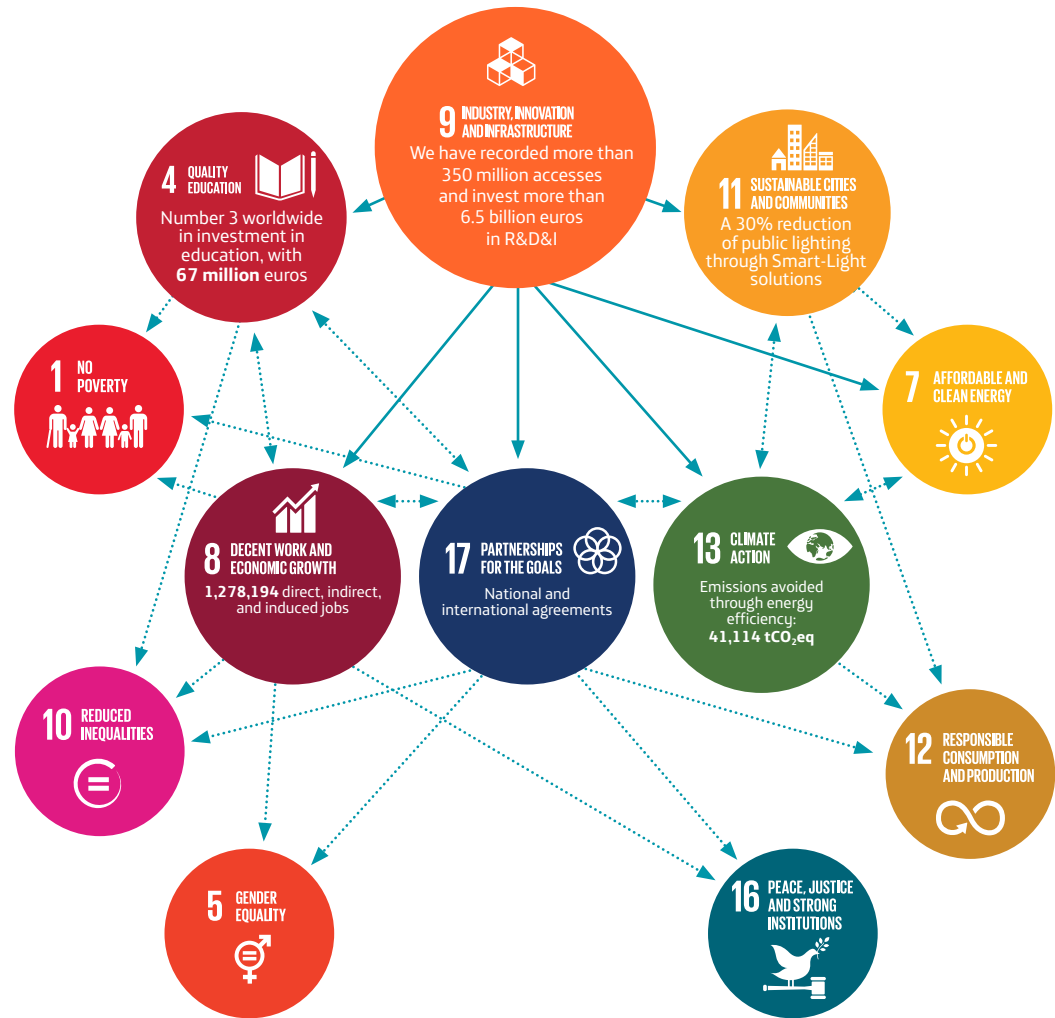 9 INDUSTRY, INNOVATION
AND INFRASTRUCTURE
We have recorded more than
350 million accesses
and invest more than
6.5 billion euros
in R&D&I
4 QUALITY
EDUCATION
Number 3 worldwide
in investment in
education, with
67 million euros
11 SUSTAINABLE CITIES
AND COMMUNITIES
A 30% reduction
of public lighting
through Smart-Light
solutions
1 NO
POVERTY
7 AFFORDABLE AND
CLEAN ENERGY
8 DECENT WORK AND
ECONOMIC GROWTH
1,278,194 direct, indirect,
and induced jobs
17 PARTNERSHIPS
FOR THE GOALS
National and
international agreements
13 CLIMATE
ACTION
Emissions avoided
through energy
efficiency:
41,114 tCO₂eq
10 REDUCED
INEQUALITIES
12 RESPONSIBLE
CONSUMPTION
AND PRODUCTION
5 GENDER
EQUALITY
16 PEACE, JUSTICE
AND STRONG
INSTITUTIONS